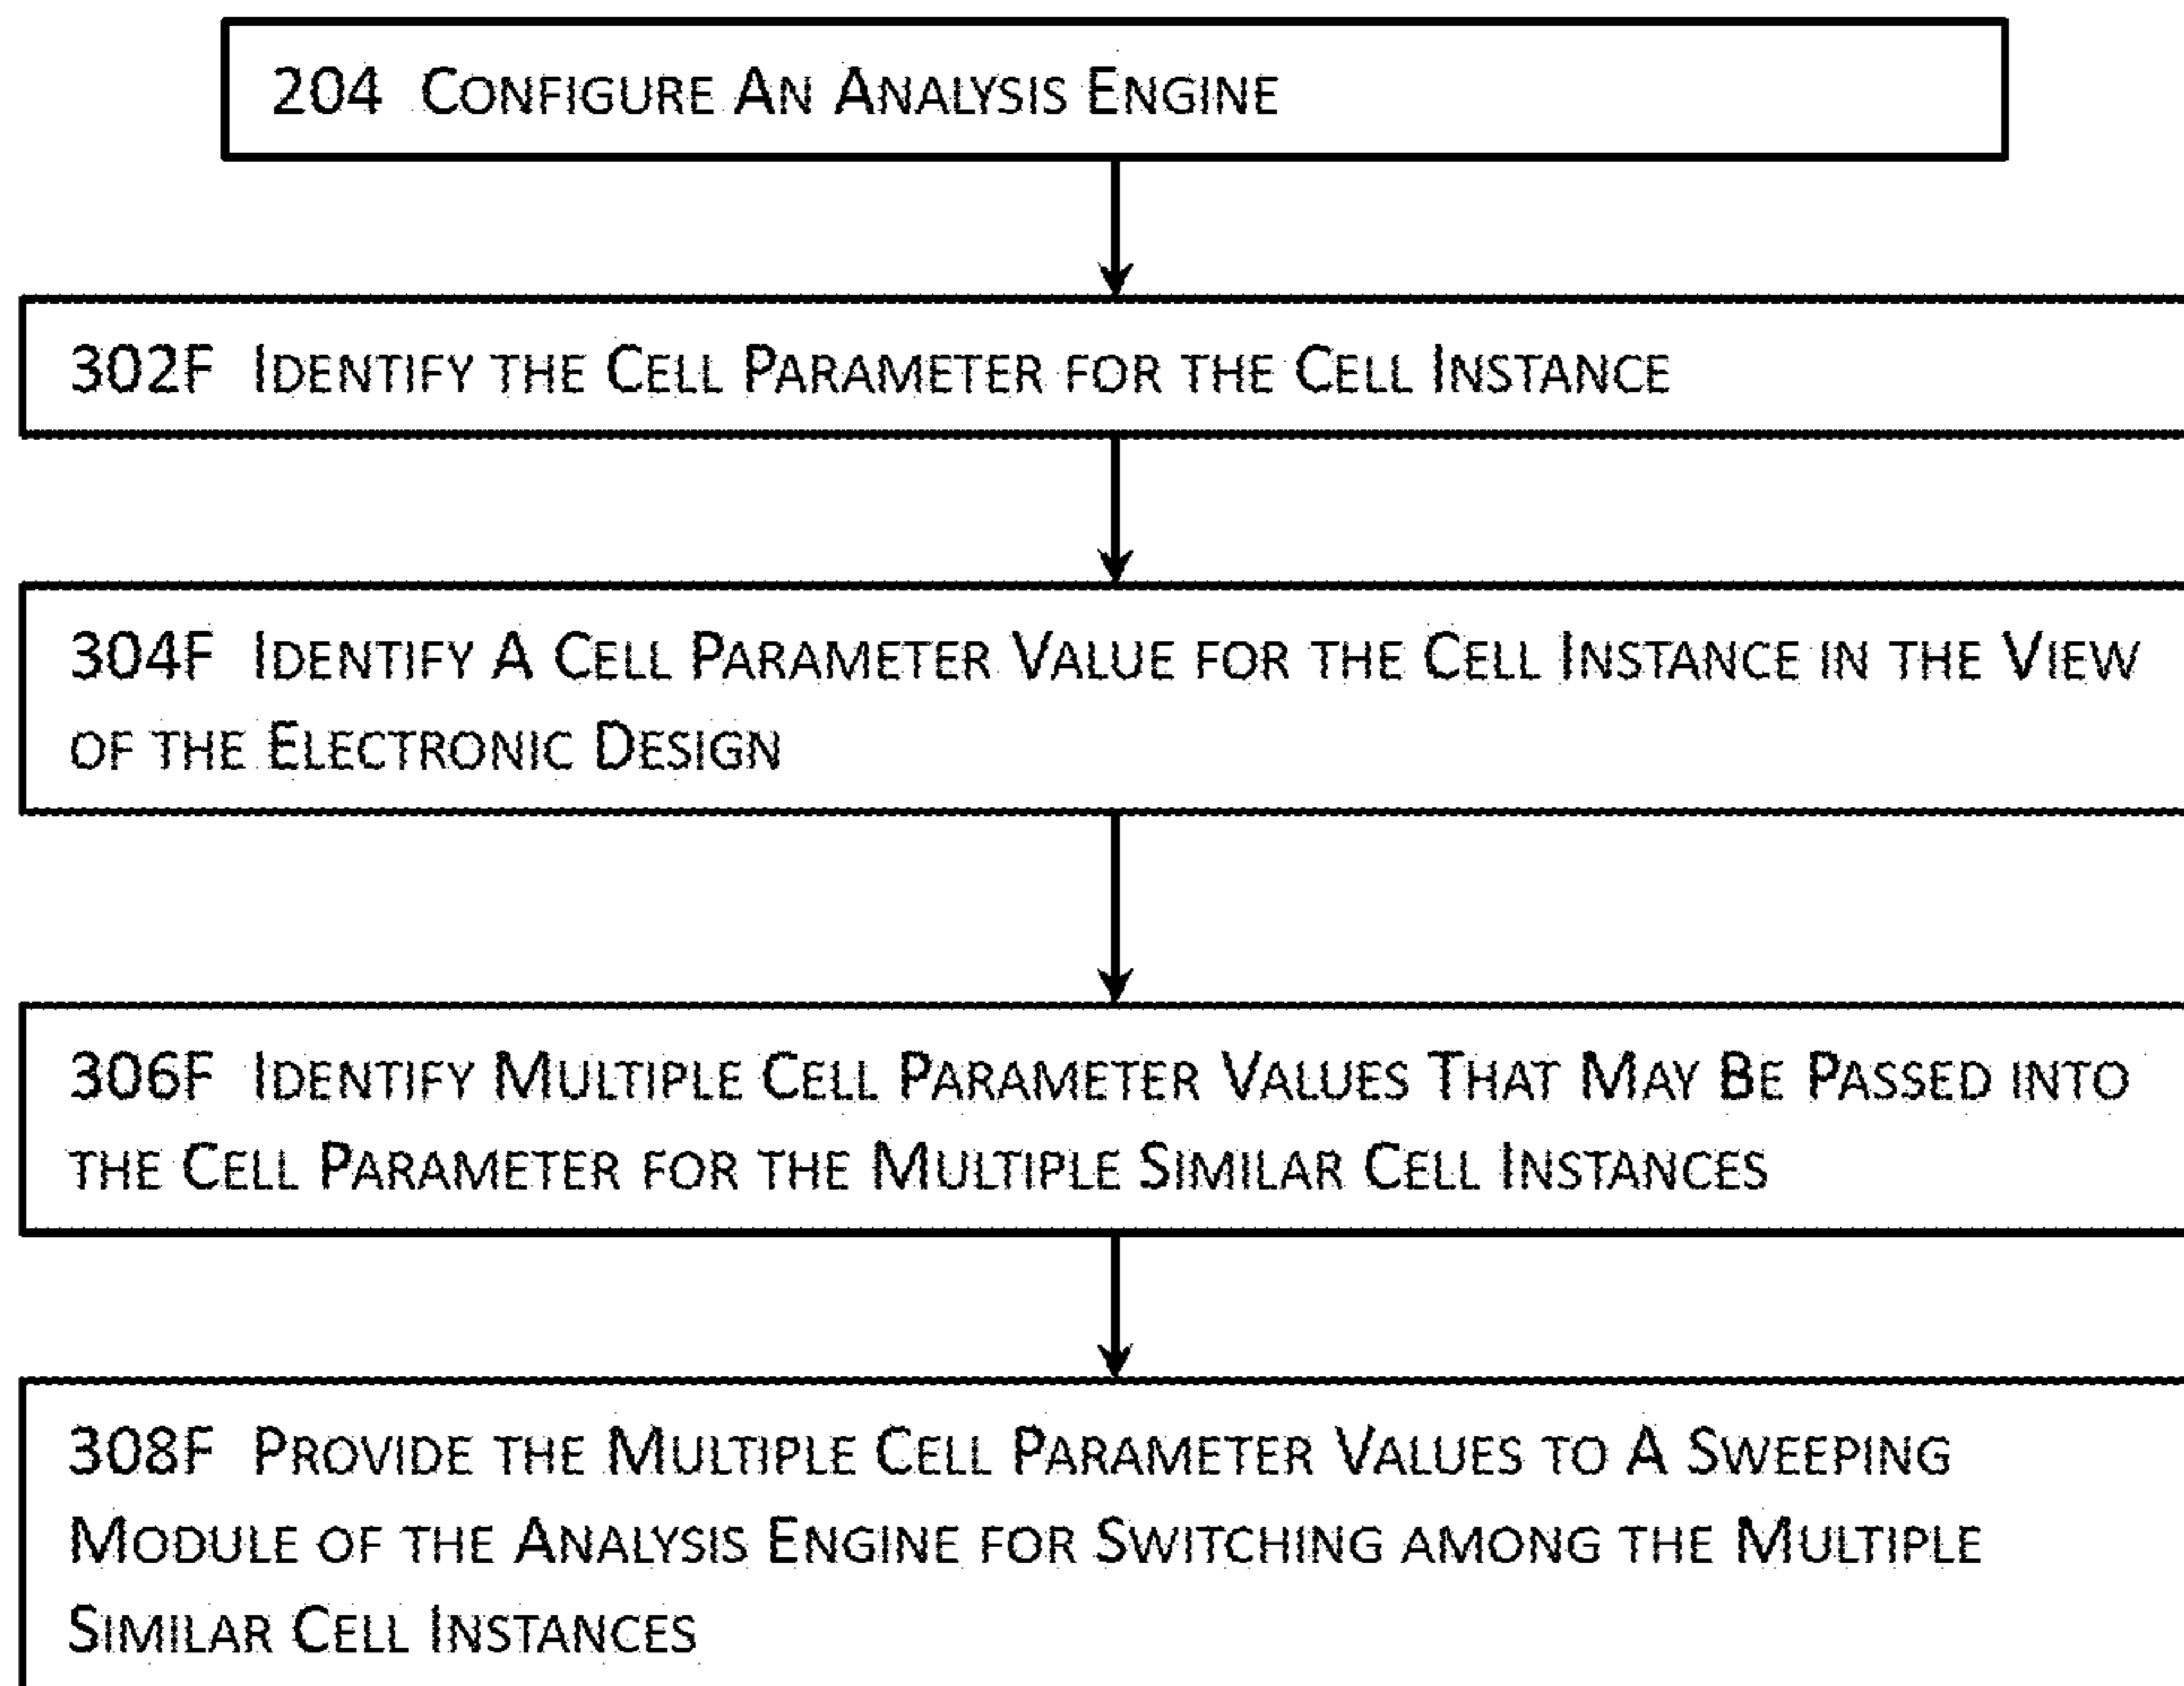 204 Configure An Analysis Engine
302F Identify the Cell Parameter for the Cell Instance
304F Identify A Cell Parameter Value for the Cell Instance in the View
of the Electronic Design
306F Identify Multiple Cell Parameter Values That May Be Passed into
the Cell Parameter for the Multiple Similar Cell Instances
308F Provide the Multiple Cell Parameter Values to A Sweeping
Module of the Analysis Engine for Switching among the Multiple
Similar Cell Instances